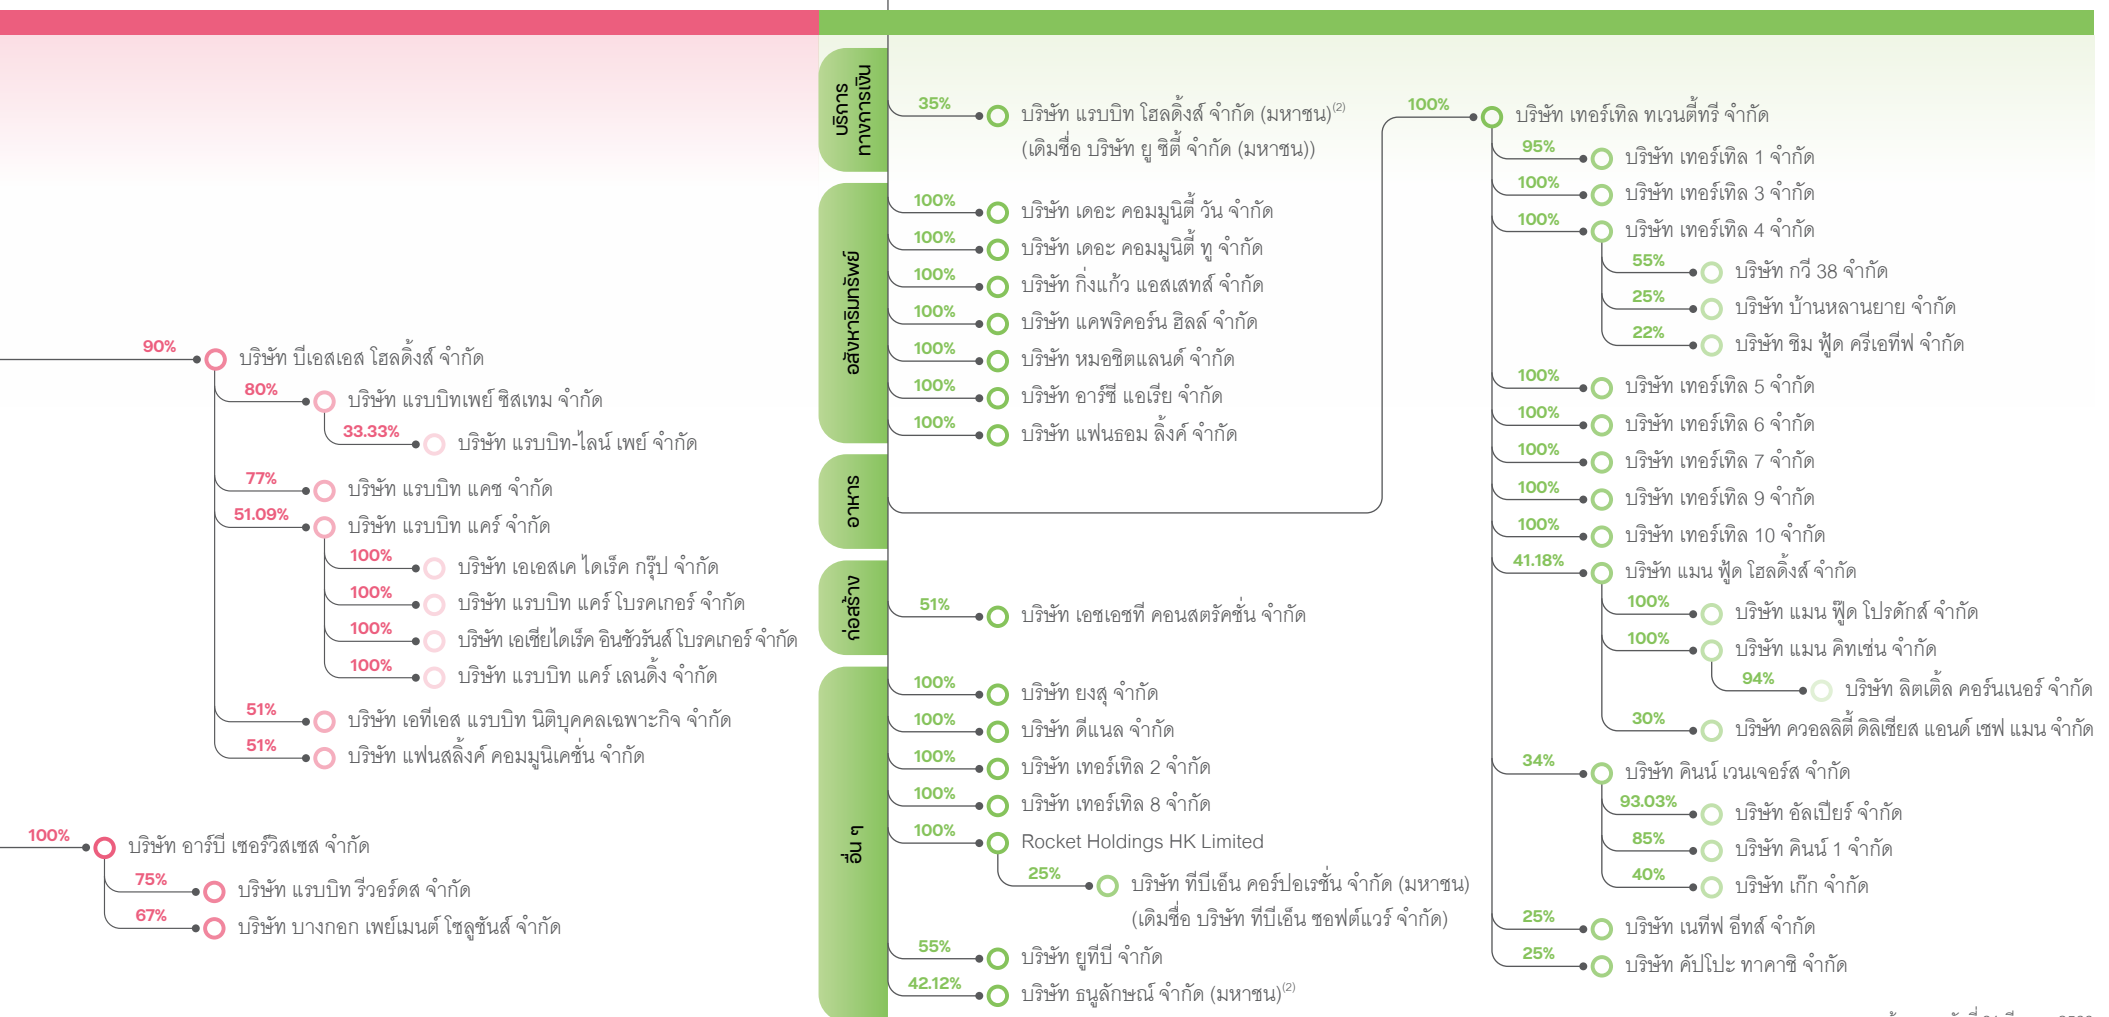 90%
บริษัท บีเอสเอส โฮลดิ้งส์ จำกัด
80%
บริษัท แรบบิทเพย์ ซิสเทม จำกัด
33.33%
บริษัท แรบบิท-ไลน์ เพย์ จำกัด
77%
บริษัท แรบบิท แคช จำกัด
51.09%
บริษัท แรบบิท แคร์ จำกัด
100%
บริษัท เอเอสเค ไดเร็ค กรุ๊ป จำกัด
100%
บริษัท แรบบิท แคร์ โบรคเกอร์ จำกัด
100%
บริษัท เอเชียไดเร็ค อินชัวรันส์ โบรคเกอร์ จำกัด
100%
บริษัท แรบบิท แคร์ เลนดิ้ง จำกัด
51%
บริษัท เอทีเอส แรบบิท นิติบุคคลเฉพาะกิจ จำกัด
51%
บริษัท แฟนสลิ้งค์ คอมมูนิเคชั่น จำกัด
100%
บริษัท อาร์บี เซอร์วิสเซส จำกัด
75%
บริษัท แรบบิท รีวอร์ดส จำกัด
67%
บริษัท บางกอก เพย์เมนต์ โซลูชันส์ จำกัด
บริการ
ทางการเงิน
35%
บริษัท แรบบิท โฮลดิ้งส์ จำกัด (มหาชน)⁽²⁾
(เดิมชื่อ บริษัท ยู ซิตี้ จำกัด (มหาชน))
อสังหาริมทรัพย์
100%
บริษัท เดอะ คอมมูนิตี้ วัน จำกัด
100%
บริษัท เดอะ คอมมูนิตี้ ทู จำกัด
100%
บริษัท กิ่งแก้ว แอสเสทส์ จำกัด
100%
บริษัท แคพริคอร์น ฮิลล์ จำกัด
100%
บริษัท หมอชิตแลนด์ จำกัด
100%
บริษัท อาร์ซี แอเรีย จำกัด
100%
บริษัท แฟนธอม ลิ้งค์ จำกัด
อาหาร
ก่อสร้าง
51%
บริษัท เอชเอชที คอนสตรัคชั่น จำกัด
อื่น ๆ
100%
บริษัท ยงสุ จำกัด
100%
บริษัท ดีแนล จำกัด
100%
บริษัท เทอร์เทิล 2 จำกัด
100%
บริษัท เทอร์เทิล 8 จำกัด
100%
Rocket Holdings HK Limited
25%
บริษัท ทีบีเอ็น คอร์ปอเรชั่น จำกัด (มหาชน)
(เดิมชื่อ บริษัท ทีบีเอ็น ซอฟต์แวร์ จำกัด)
55%
บริษัท ยูทีบี จำกัด
42.12%
บริษัท ธนูลักษณ์ จำกัด (มหาชน)⁽²⁾
100%
บริษัท เทอร์เทิล ทเวนตี้ทรี จำกัด
95%
บริษัท เทอร์เทิล 1 จำกัด
100%
บริษัท เทอร์เทิล 3 จำกัด
100%
บริษัท เทอร์เทิล 4 จำกัด
55%
บริษัท กวี 38 จำกัด
25%
บริษัท บ้านหลานยาย จำกัด
22%
บริษัท ชิม ฟู้ด ครีเอทีฟ จำกัด
100%
บริษัท เทอร์เทิล 5 จำกัด
100%
บริษัท เทอร์เทิล 6 จำกัด
100%
บริษัท เทอร์เทิล 7 จำกัด
100%
บริษัท เทอร์เทิล 9 จำกัด
100%
บริษัท เทอร์เทิล 10 จำกัด
41.18%
บริษัท แมน ฟู้ด โฮลดิ้งส์ จำกัด
100%
บริษัท แมน ฟู๊ด โปรดักส์ จำกัด
100%
บริษัท แมน คิทเช่น จำกัด
94%
บริษัท ลิตเติ้ล คอร์นเนอร์ จำกัด
30%
บริษัท ควอลลิตี้ ดิลิเชียส แอนด์ เชฟ แมน จำกัด
34%
บริษัท คินน์ เวนเจอร์ส จำกัด
93.03%
บริษัท อัลเปียร์ จำกัด
85%
บริษัท คินน์ 1 จำกัด
40%
บริษัท เก๊ก จำกัด
25%
บริษัท เนทีฟ อีทส์ จำกัด
25%
บริษัท คัปโปะ ทาคาชิ จำกัด